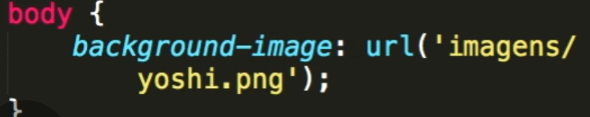 body {
background-image: url('imagens/
yoshi.png');
}